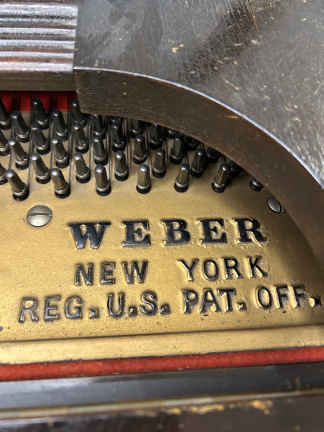 WEBER
NEW YORK
REG. U.S. PAT. OFF.